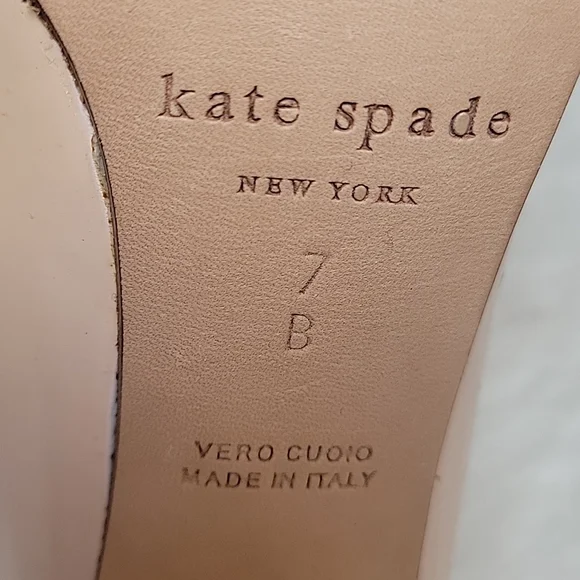 kate spade
NEW YORK
7
B
VERO CUOIO
MADE IN ITALY